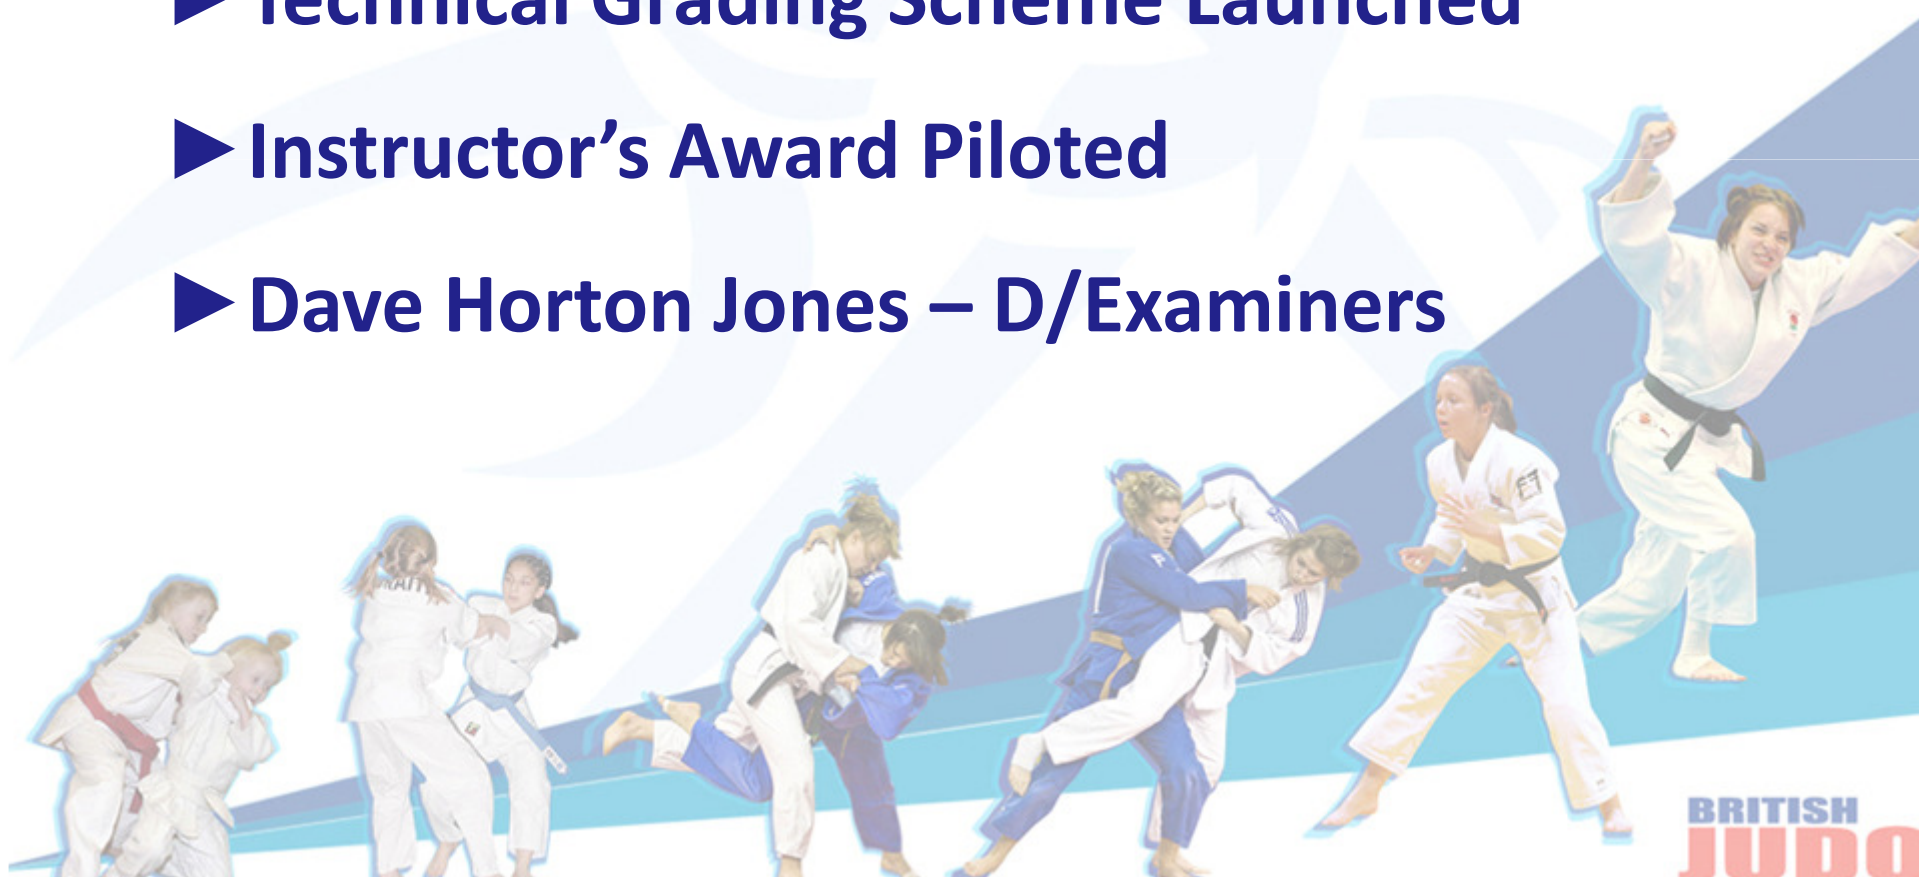 ►Technical Grading Scheme Launched
►Instructor’s Award Piloted
►Dave Horton Jones – D/Examiners
BRITISH
JUDO